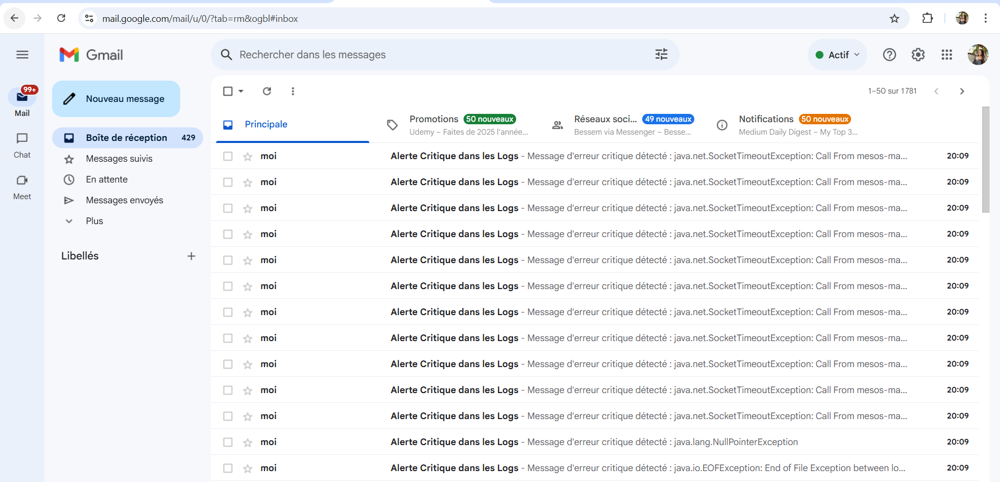 mail.google.com/mail/u/0/?tab=rm&ogbl#inbox
Gmail
Rechercher dans les messages
Actif
99+
Mail
Chat
Meet
Nouveau message
Boîte de réception 429
Messages suivis
En attente
Messages envoyés
Plus
Libellés
1–50 sur 1781
Principale
Promotions 50 nouveaux
Udemy – Faites de 2025 l'année...
Réseaux soci... 49 nouveaux
Bessem via Messenger – Besse...
Notifications 50 nouveaux
Medium Daily Digest – My Top 3...
moi Alerte Critique dans les Logs - Message d'erreur critique détecté : java.net.SocketTimeoutException: Call From mesos-ma... 20:09
moi Alerte Critique dans les Logs - Message d'erreur critique détecté : java.net.SocketTimeoutException: Call From mesos-ma... 20:09
moi Alerte Critique dans les Logs - Message d'erreur critique détecté : java.net.SocketTimeoutException: Call From mesos-ma... 20:09
moi Alerte Critique dans les Logs - Message d'erreur critique détecté : java.net.SocketTimeoutException: Call From mesos-ma... 20:09
moi Alerte Critique dans les Logs - Message d'erreur critique détecté : java.net.SocketTimeoutException: Call From mesos-ma... 20:09
moi Alerte Critique dans les Logs - Message d'erreur critique détecté : java.net.SocketTimeoutException: Call From mesos-ma... 20:09
moi Alerte Critique dans les Logs - Message d'erreur critique détecté : java.net.SocketTimeoutException: Call From mesos-ma... 20:09
moi Alerte Critique dans les Logs - Message d'erreur critique détecté : java.net.SocketTimeoutException: Call From mesos-ma... 20:09
moi Alerte Critique dans les Logs - Message d'erreur critique détecté : java.net.SocketTimeoutException: Call From mesos-ma... 20:09
moi Alerte Critique dans les Logs - Message d'erreur critique détecté : java.net.SocketTimeoutException: Call From mesos-ma... 20:09
moi Alerte Critique dans les Logs - Message d'erreur critique détecté : java.net.SocketTimeoutException: Call From mesos-ma... 20:09
moi Alerte Critique dans les Logs - Message d'erreur critique détecté : java.lang.NullPointerException 20:09
moi Alerte Critique dans les Logs - Message d'erreur critique détecté : java.io.EOFException: End of File Exception between lo... 20:09